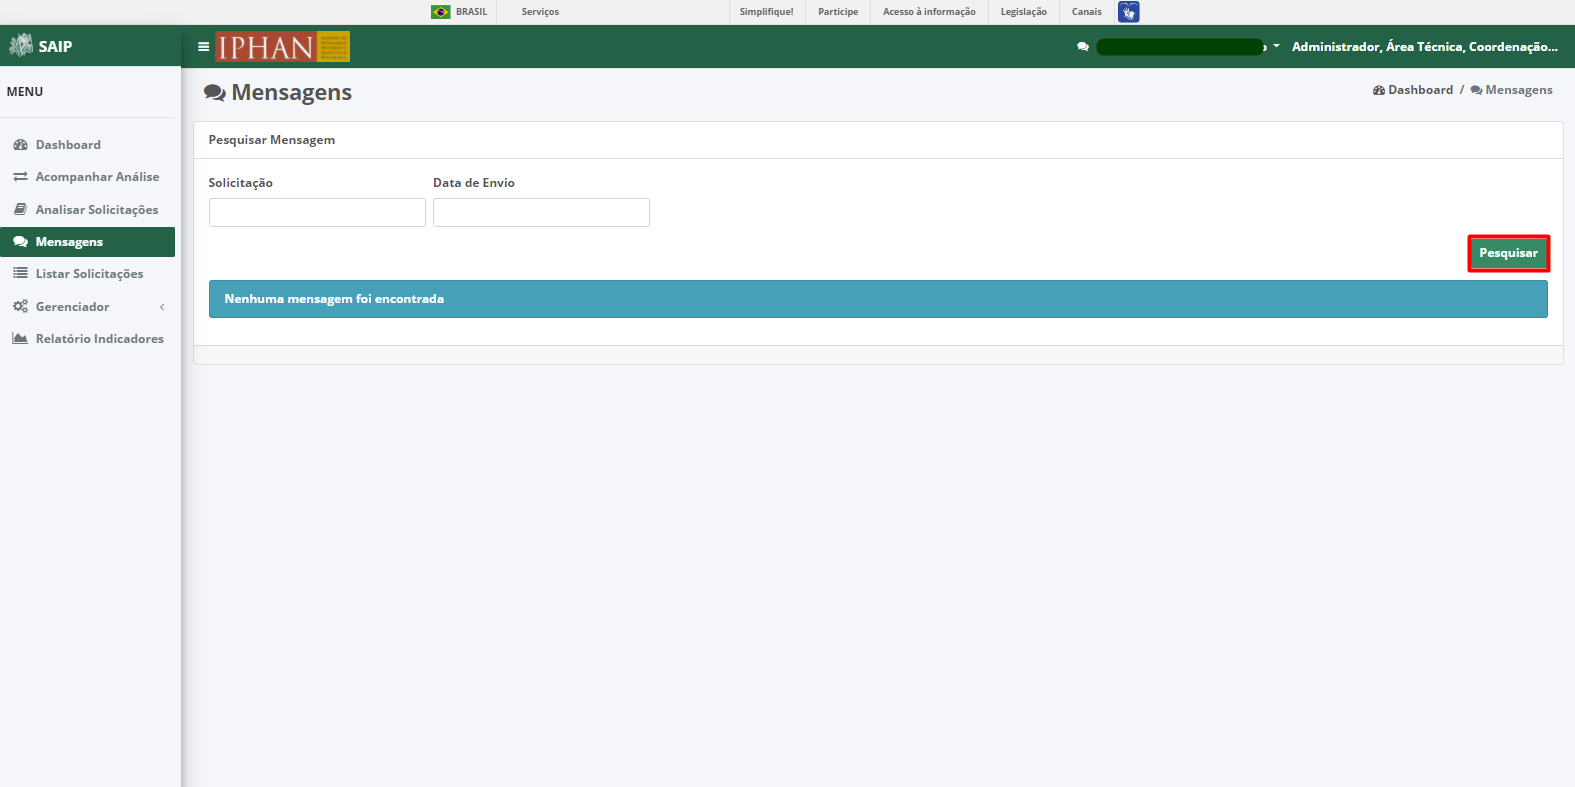 BRASIL Serviços Simplifique! Participe Acesso à informação Legislação Canais
SAIP IPHAN Administrador, Área Técnica, Coordenação...
MENU
Mensagens
Dashboard / Mensagens
Pesquisar Mensagem
Dashboard
Acompanhar Análise
Analisar Solicitações
Mensagens
Listar Solicitações
Gerenciador
Relatório Indicadores
Solicitação Data de Envio
Pesquisar
Nenhuma mensagem foi encontrada